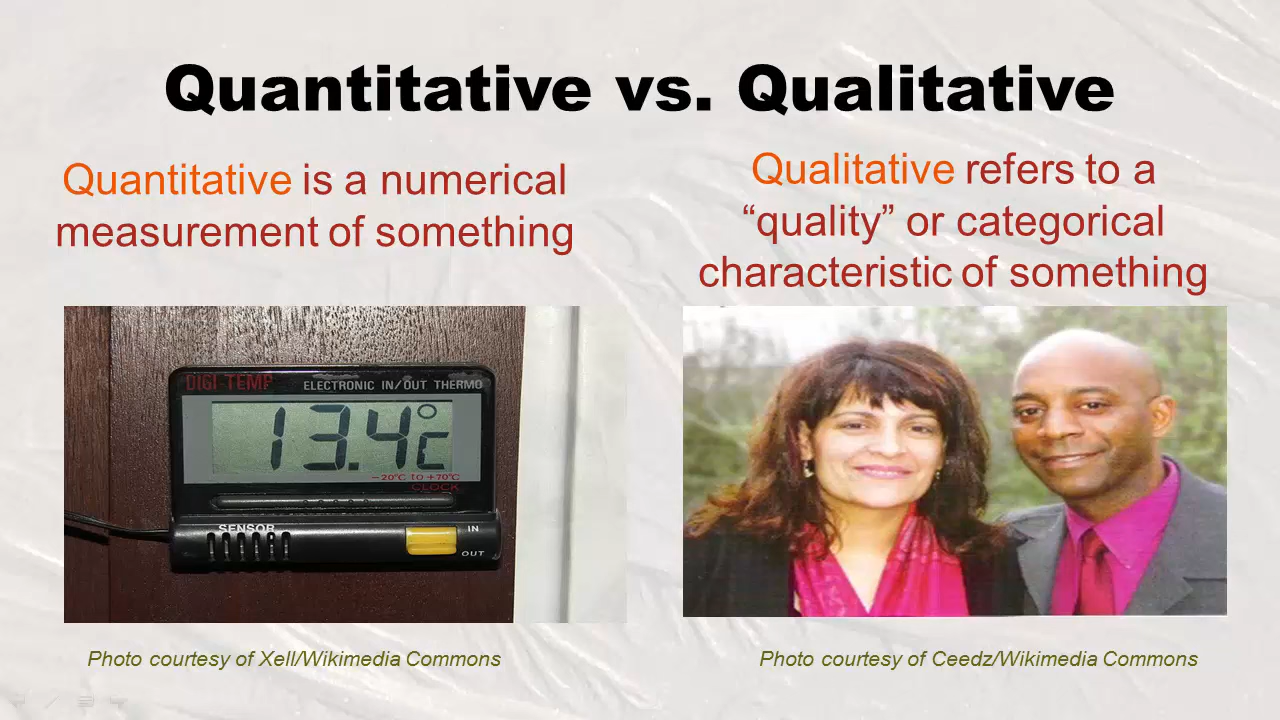 Quantitative vs. Qualitative
Quantitative is a numerical
measurement of something
Qualitative refers to a
“quality” or categorical
characteristic of something
DIGI-TEMP
ELECTRONIC IN/OUT THERMO
13.4°c
-20°C to +70°C
CLOCK
SENSOR
IN
OUT
Photo courtesy of Xell/Wikimedia Commons
Photo courtesy of Ceedz/Wikimedia Commons